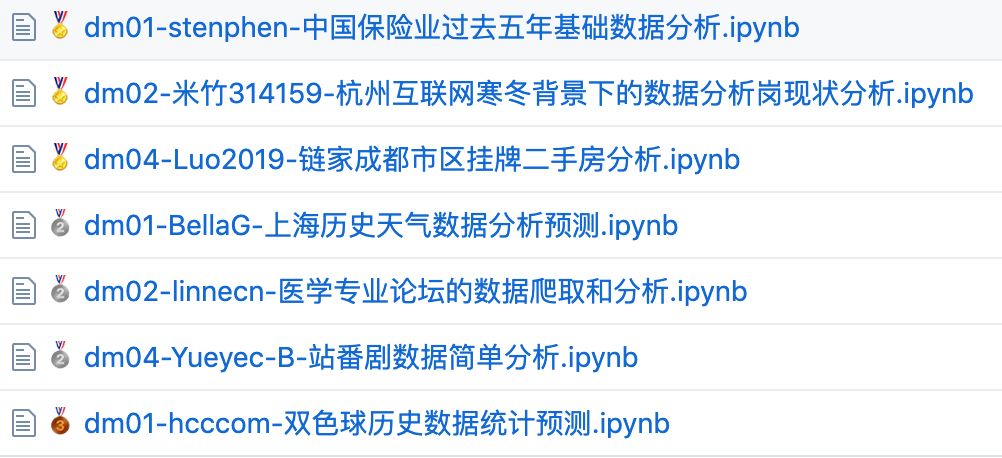 🥇 dm01-stenphen-中国保险业过去五年基础数据分析.ipynb
🥇 dm02-米竹314159-杭州互联网寒冬背景下的数据分析岗现状分析.ipynb
🥇 dm04-Luo2019-链家成都市区挂牌二手房分析.ipynb
🥈 dm01-BellaG-上海历史天气数据分析预测.ipynb
🥈 dm02-linnecn-医学专业论坛的数据爬取和分析.ipynb
🥈 dm04-Yueyec-B-站番剧数据简单分析.ipynb
🥉 dm01-hcccom-双色球历史数据统计预测.ipynb